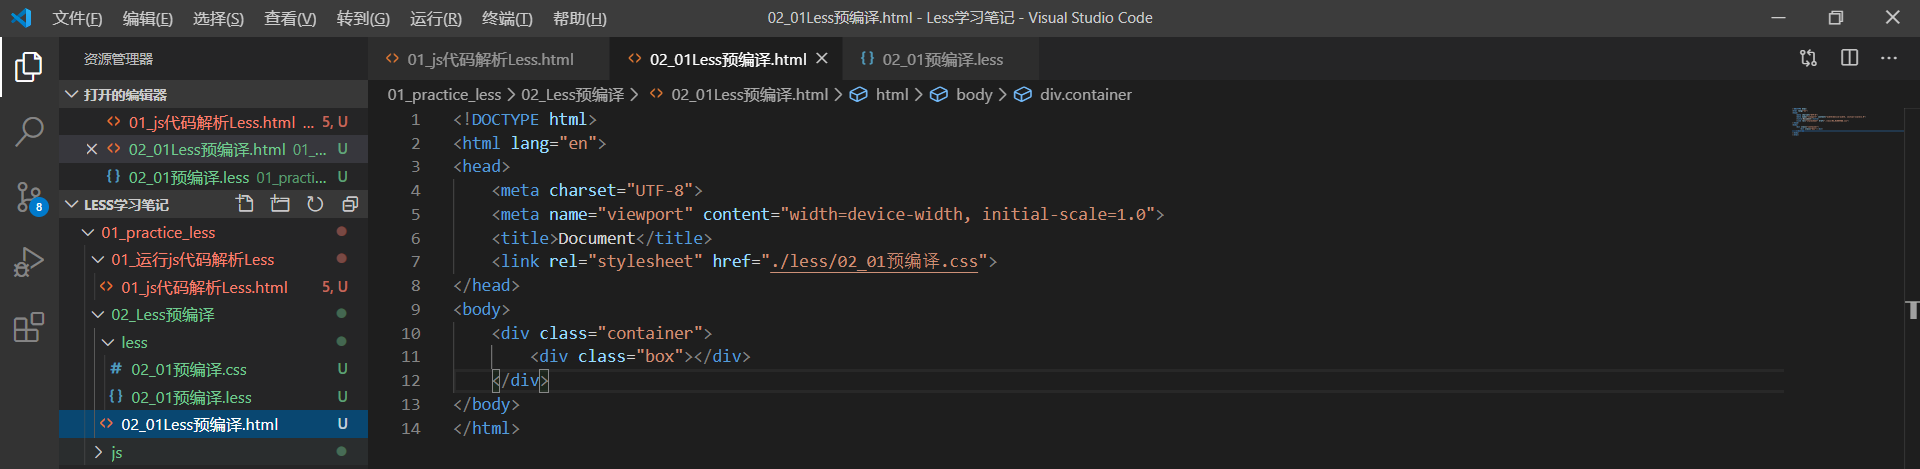 文件(F) 编辑(E) 选择(S) 查看(V) 转到(G) 运行(R) 终端(T) 帮助(H) 02_01Less预编译.html - Less学习笔记 - Visual Studio Code
资源管理器
打开的编辑器
01_js代码解析Less.html ... 5, U
02_01Less预编译.html 01_... U
02_01预编译.less 01_practi... U
LESS学习笔记
01_practice_less
01_运行js代码解析Less
01_js代码解析Less.html 5, U
02_Less预编译
less
02_01预编译.css U
02_01预编译.less U
02_01Less预编译.html U
js
8
01_js代码解析Less.html 02_01Less预编译.html 02_01预编译.less
01_practice_less > 02_Less预编译 > 02_01Less预编译.html > html > body > div.container
1 <!DOCTYPE html>
2 <html lang="en">
3 <head>
4 <meta charset="UTF-8">
5 <meta name="viewport" content="width=device-width, initial-scale=1.0">
6 <title>Document</title>
7 <link rel="stylesheet" href="./less/02_01预编译.css">
8 </head>
9 <body>
10 <div class="container">
11 <div class="box"></div>
12 </div>
13 </body>
14 </html>